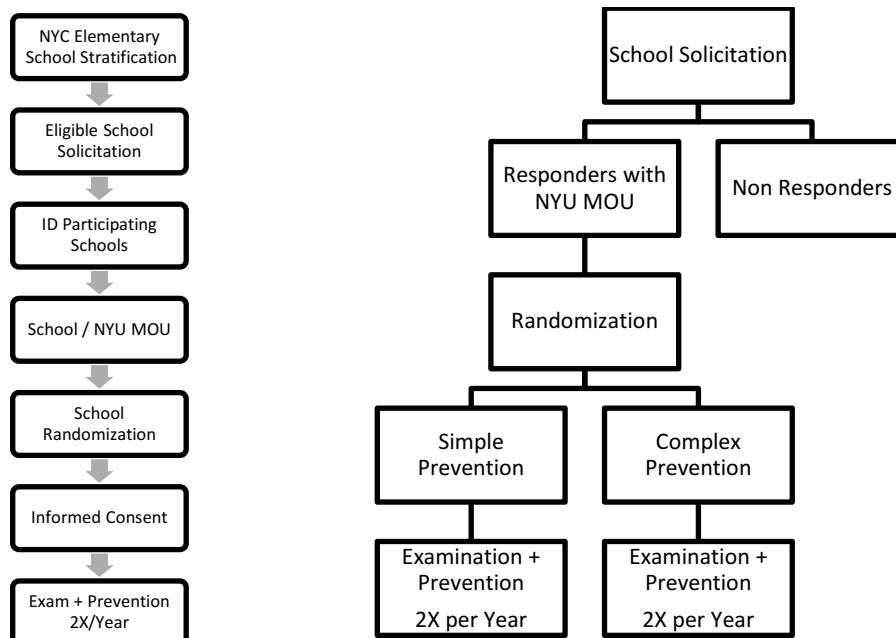 NYC Elementary
School Stratification
Eligible School
Solicitation
ID Participating
Schools
School / NYU MOU
School
Randomization
Informed Consent
Exam + Prevention
2X/Year
School Solicitation
Responders with
NYU MOU
Non Responders
Randomization
Simple
Prevention
Complex
Prevention
Examination +
Prevention
2X per Year
Examination +
Prevention
2X per Year